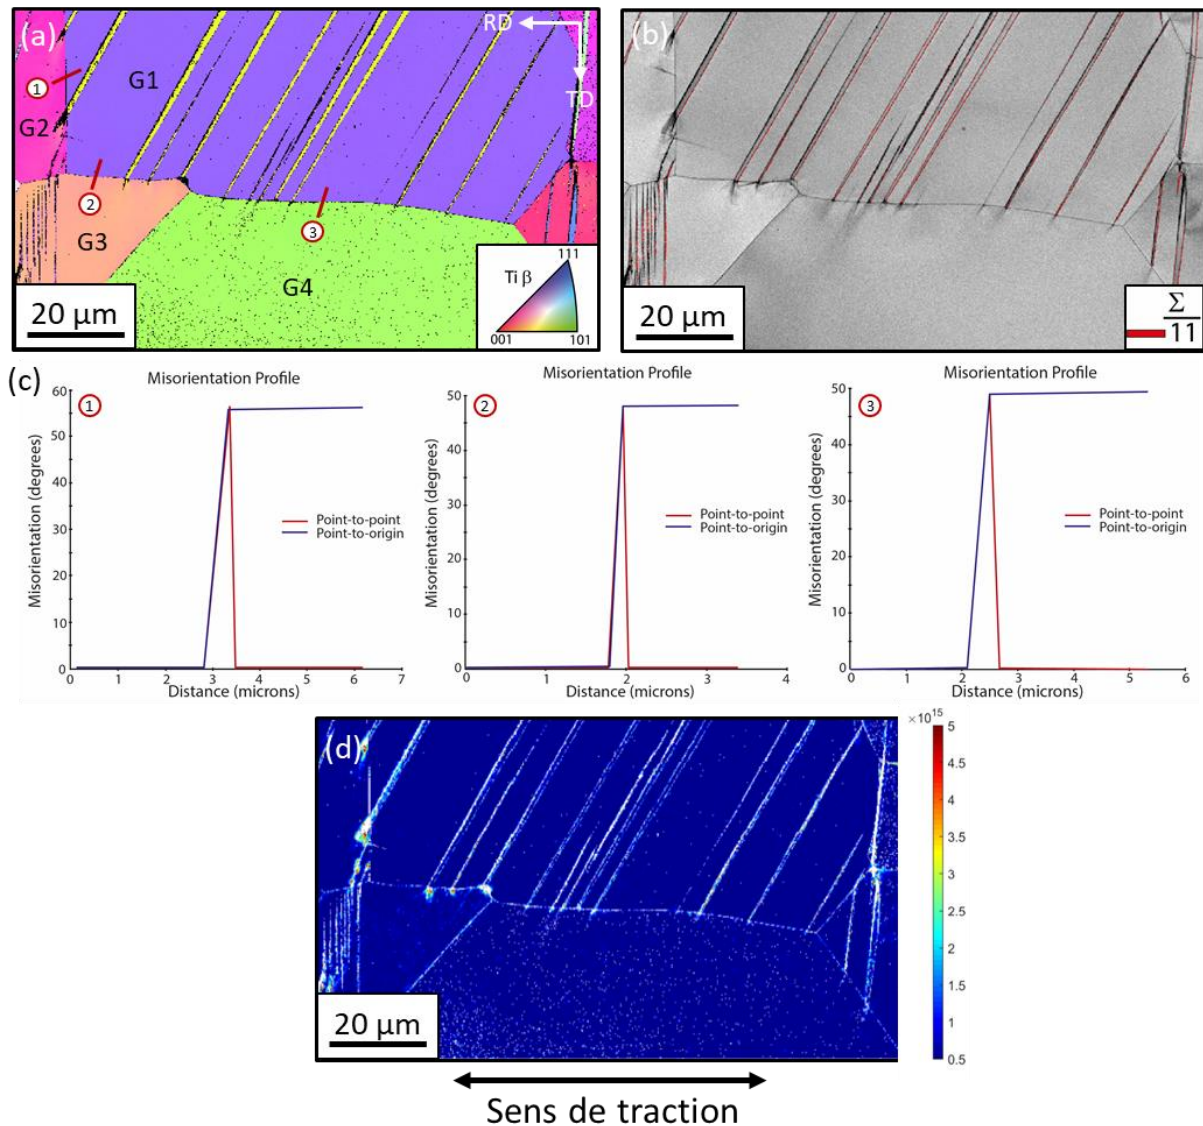 (a)
RD
TD
1
G1
G2
2
G3
3
G4
Ti β
111
001
101
20 µm
(b)
20 µm
Σ
11
(c)
Misorientation Profile
1
Misorientation (degrees)
60
50
40
30
20
10
0
Point-to-point
Point-to-origin
0 1 2 3 4 5 6 7
Distance (microns)
Misorientation Profile
2
Misorientation (degrees)
50
40
30
20
10
0
Point-to-point
Point-to-origin
0 1 2 3 4
Distance (microns)
Misorientation Profile
3
Misorientation (degrees)
50
40
30
20
10
0
Point-to-point
Point-to-origin
0 1 2 3 4 5 6
Distance (microns)
(d)
20 µm
×10¹⁵
5
4.5
4
3.5
3
2.5
2
1.5
1
0.5
Sens de traction